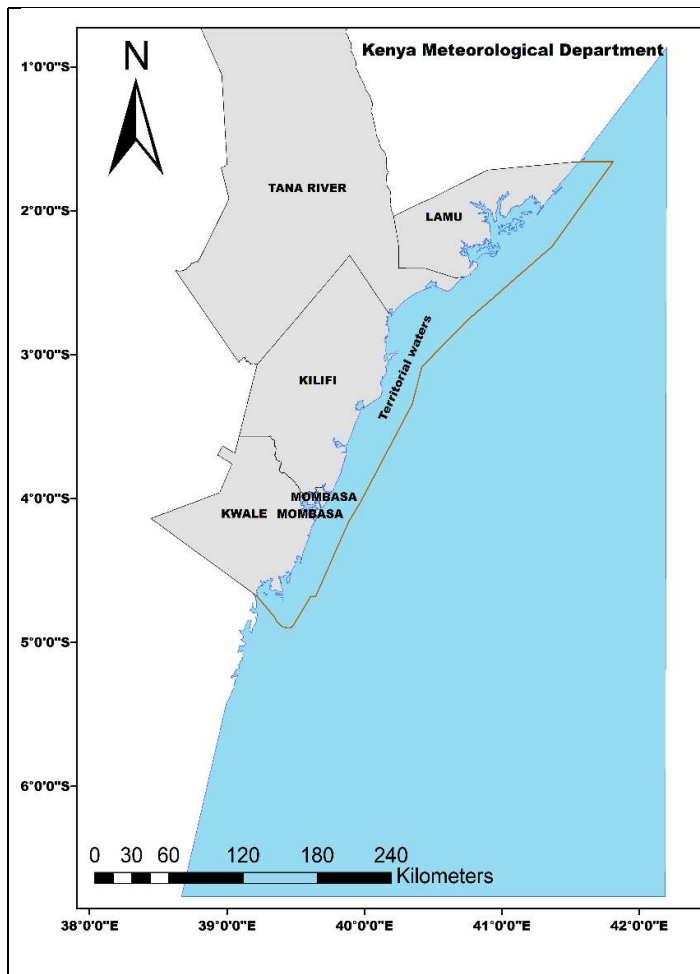 Kenya Meteorological Department
N
1°0'0"S
2°0'0"S
3°0'0"S
4°0'0"S
5°0'0"S
6°0'0"S
TANA RIVER
LAMU
Territorial waters
KILIFI
MOMBASA
KWALE MOMBASA
0 30 60 120 180 240
Kilometers
38°0'0"E 39°0'0"E 40°0'0"E 41°0'0"E 42°0'0"E